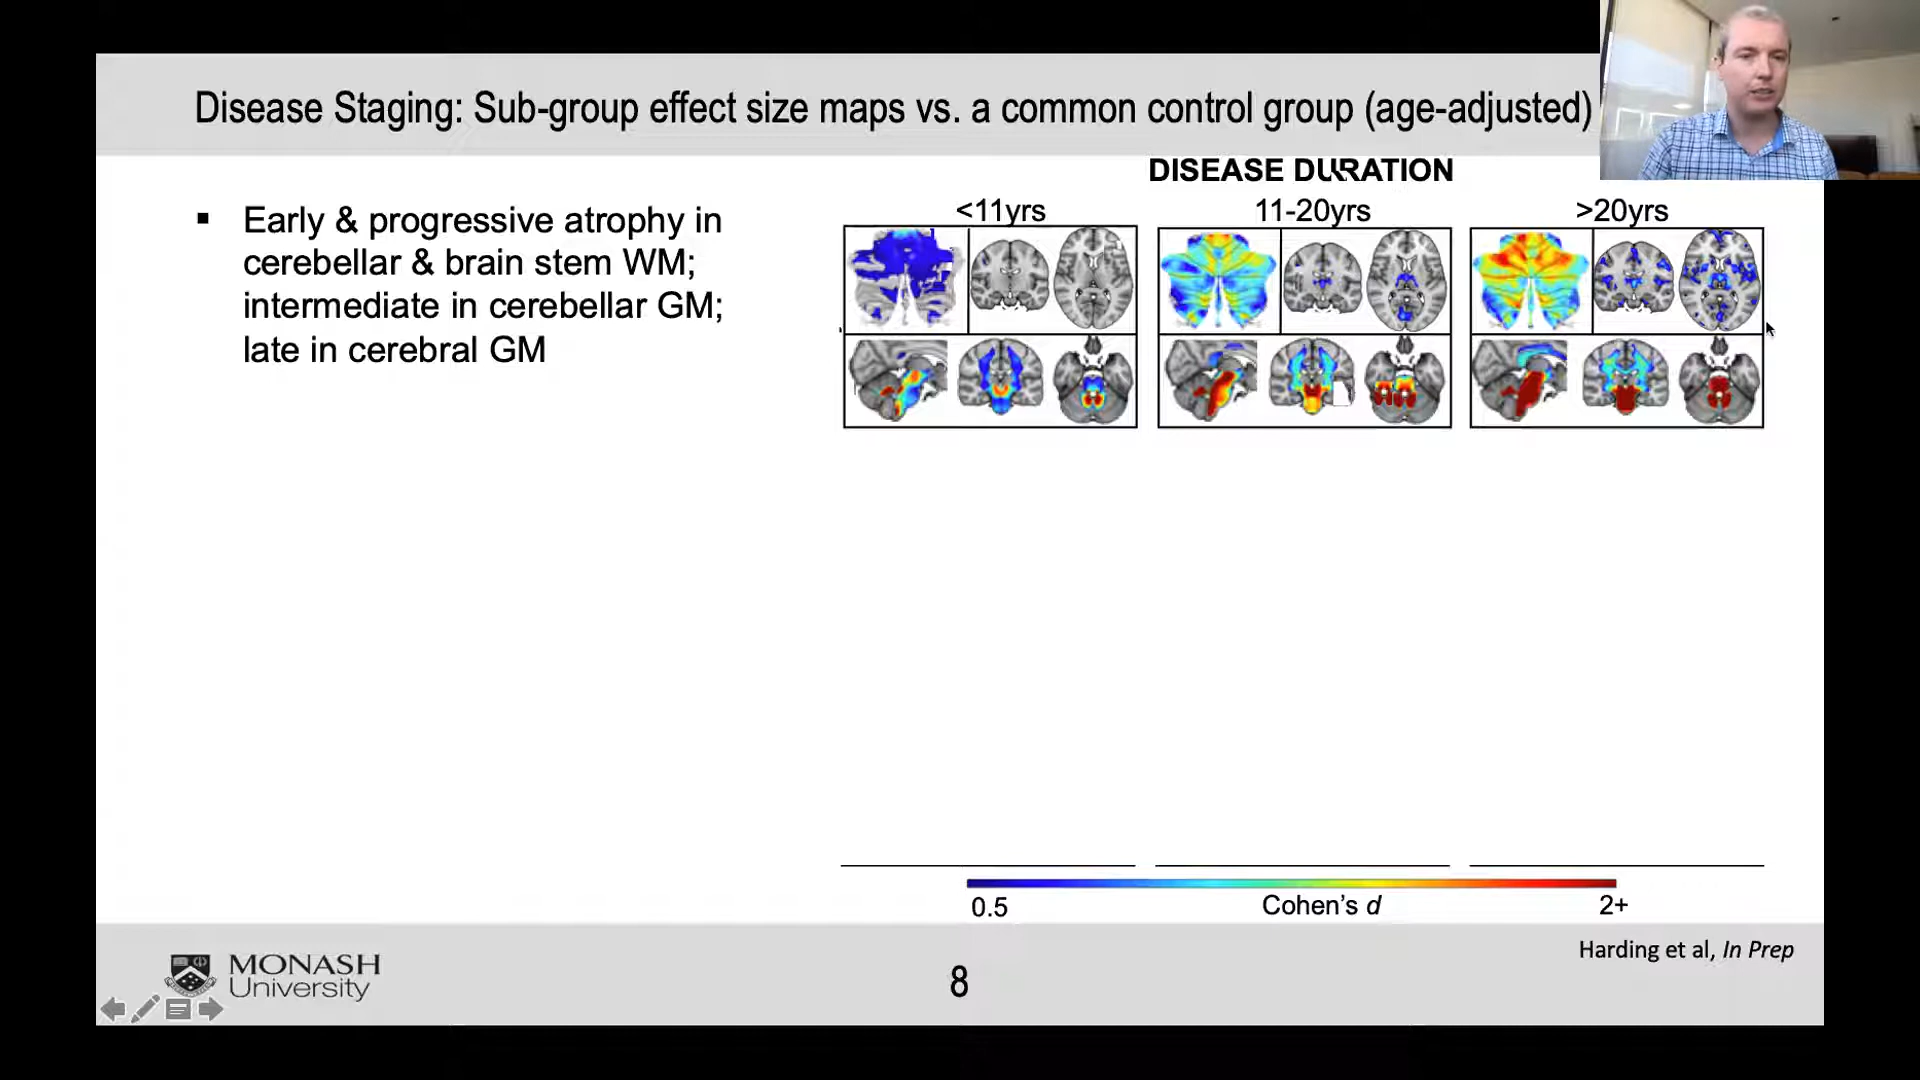 Disease Staging: Sub-group effect size maps vs. a common control group (age-adjusted)
▪ Early & progressive atrophy in
cerebellar & brain stem WM;
intermediate in cerebellar GM;
late in cerebral GM
DISEASE DURATION
<11yrs 11-20yrs >20yrs
0.5 Cohen's d 2+
Harding et al, In Prep
MONASH
University
8